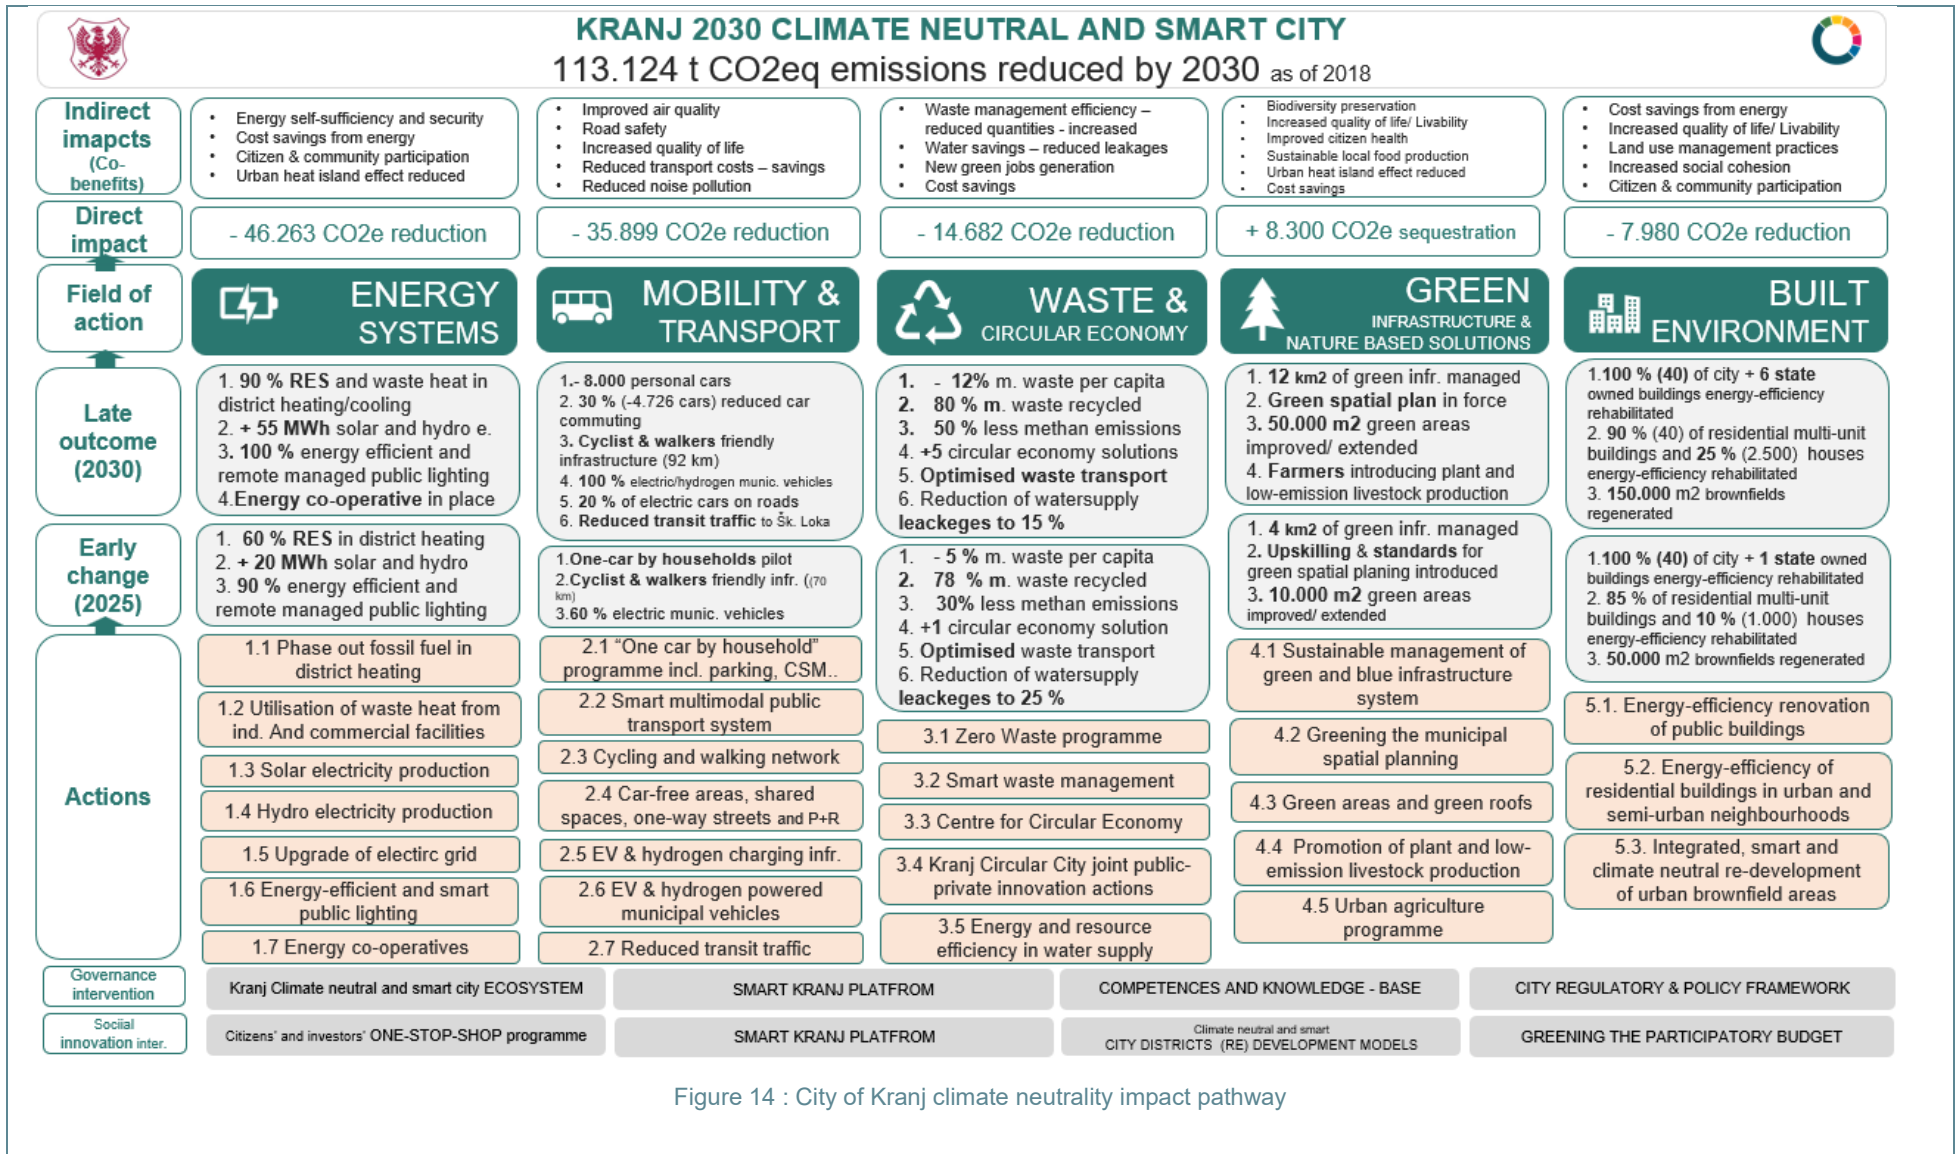 KRANJ 2030 CLIMATE NEUTRAL AND SMART CITY
113.124 t CO2eq emissions reduced by 2030 as of 2018
Indirect
imapcts
(Co-
benefits)
• Energy self-sufficiency and security
• Cost savings from energy
• Citizen & community participation
• Urban heat island effect reduced
• Improved air quality
• Road safety
• Increased quality of life
• Reduced transport costs – savings
• Reduced noise pollution
• Waste management efficiency –
reduced quantities - increased
• Water savings – reduced leakages
• New green jobs generation
• Cost savings
• Biodiversity preservation
• Increased quality of life/ Livability
• Improved citizen health
• Sustainable local food production
• Urban heat island effect reduced
• Cost savings
• Cost savings from energy
• Increased quality of life/ Livability
• Land use management practices
• Increased social cohesion
• Citizen & community participation
Direct
impact
- 46.263 CO2e reduction
- 35.899 CO2e reduction
- 14.682 CO2e reduction
+ 8.300 CO2e sequestration
- 7.980 CO2e reduction
Field of
action
ENERGY
SYSTEMS
MOBILITY &
TRANSPORT
WASTE &
CIRCULAR ECONOMY
GREEN
INFRASTRUCTURE &
NATURE BASED SOLUTIONS
BUILT
ENVIRONMENT
Late
outcome
(2030)
1. 90 % RES and waste heat in
district heating/cooling
2. + 55 MWh solar and hydro e.
3. 100 % energy efficient and
remote managed public lighting
4.Energy co-operative in place
1.- 8.000 personal cars
2. 30 % (-4.726 cars) reduced car
commuting
3. Cyclist & walkers friendly
infrastructure (92 km)
4. 100 % electric/hydrogen munic. vehicles
5. 20 % of electric cars on roads
6. Reduced transit traffic to Šk. Loka
1. - 12% m. waste per capita
2. 80 % m. waste recycled
3. 50 % less methan emissions
4. +5 circular economy solutions
5. Optimised waste transport
6. Reduction of watersupply
leackeges to 15 %
1. 12 km2 of green infr. managed
2. Green spatial plan in force
3. 50.000 m2 green areas
improved/ extended
4. Farmers introducing plant and
low-emission livestock production
1.100 % (40) of city + 6 state
owned buildings energy-efficiency
rehabilitated
2. 90 % (40) of residential multi-unit
buildings and 25 % (2.500) houses
energy-efficiency rehabilitated
3. 150.000 m2 brownfields
regenerated
Early
change
(2025)
1. 60 % RES in district heating
2. + 20 MWh solar and hydro
3. 90 % energy efficient and
remote managed public lighting
1.One-car by households pilot
2.Cyclist & walkers friendly infr. ((70
km)
3.60 % electric munic. vehicles
1. - 5 % m. waste per capita
2. 78 % m. waste recycled
3. 30% less methan emissions
4. +1 circular economy solution
5. Optimised waste transport
6. Reduction of watersupply
leackeges to 25 %
1. 4 km2 of green infr. managed
2. Upskilling & standards for
green spatial planing introduced
3. 10.000 m2 green areas
improved/ extended
1.100 % (40) of city + 1 state owned
buildings energy-efficiency rehabilitated
2. 85 % of residential multi-unit
buildings and 10 % (1.000) houses
energy-efficiency rehabilitated
3. 50.000 m2 brownfields regenerated
Actions
1.1 Phase out fossil fuel in
district heating
1.2 Utilisation of waste heat from
ind. And commercial facilities
1.3 Solar electricity production
1.4 Hydro electricity production
1.5 Upgrade of electirc grid
1.6 Energy-efficient and smart
public lighting
1.7 Energy co-operatives
2.1 “One car by household”
programme incl. parking, CSM..
2.2 Smart multimodal public
transport system
2.3 Cycling and walking network
2.4 Car-free areas, shared
spaces, one-way streets and P+R
2.5 EV & hydrogen charging infr.
2.6 EV & hydrogen powered
municipal vehicles
2.7 Reduced transit traffic
3.1 Zero Waste programme
3.2 Smart waste management
3.3 Centre for Circular Economy
3.4 Kranj Circular City joint public-
private innovation actions
3.5 Energy and resource
efficiency in water supply
4.1 Sustainable management of
green and blue infrastructure
system
4.2 Greening the municipal
spatial planning
4.3 Green areas and green roofs
4.4 Promotion of plant and low-
emission livestock production
4.5 Urban agriculture
programme
5.1. Energy-efficiency renovation
of public buildings
5.2. Energy-efficiency of
residential buildings in urban and
semi-urban neighbourhoods
5.3. Integrated, smart and
climate neutral re-development
of urban brownfield areas
Governance
intervention
Kranj Climate neutral and smart city ECOSYSTEM
SMART KRANJ PLATFROM
COMPETENCES AND KNOWLEDGE - BASE
CITY REGULATORY & POLICY FRAMEWORK
Sociial
innovation inter.
Citizens’ and investors’ ONE-STOP-SHOP programme
SMART KRANJ PLATFROM
Climate neutral and smart
CITY DISTRICTS (RE) DEVELOPMENT MODELS
GREENING THE PARTICIPATORY BUDGET
Figure 14 : City of Kranj climate neutrality impact pathway